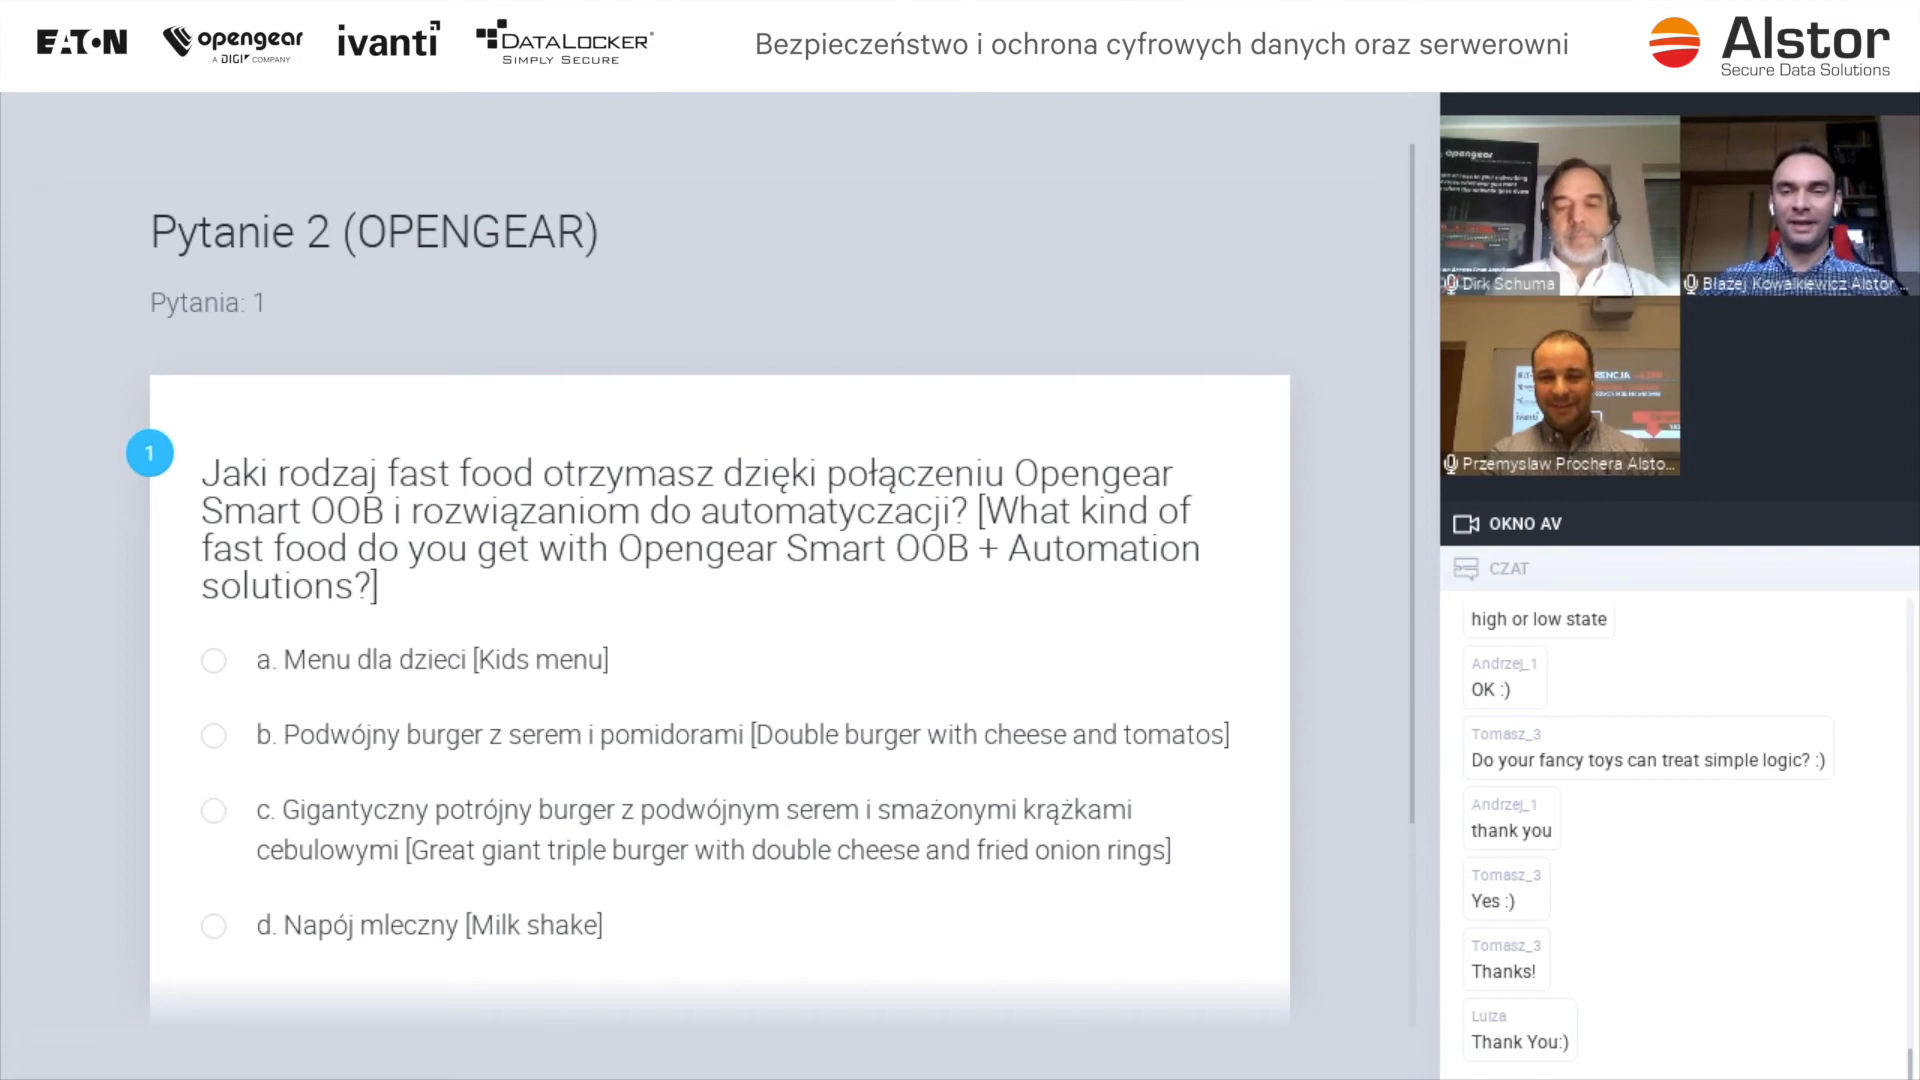 EATON
opengear
A DIGI COMPANY
ivanti
DATALOCKER
SIMPLY SECURE
Bezpieczeństwo i ochrona cyfrowych danych oraz serwerowni
Alstor
Secure Data Solutions
Pytanie 2 (OPENGEAR)
Pytania: 1
1
Jaki rodzaj fast food otrzymasz dzięki połączeniu Opengear
Smart OOB i rozwiązaniom do automatyczacji? [What kind of
fast food do you get with Opengear Smart OOB + Automation
solutions?]
a. Menu dla dzieci [Kids menu]
b. Podwójny burger z serem i pomidorami [Double burger with cheese and tomatos]
c. Gigantyczny potrójny burger z podwójnym serem i smażonymi krążkami
cebulowymi [Great giant triple burger with double cheese and fried onion rings]
d. Napój mleczny [Milk shake]
opengear
Dirk Schuma
Błażej Kowalkiewicz Alstor ...
ivanti
Przemyslaw Prochera Alsto...
OKNO AV
CZAT
high or low state
Andrzej_1
OK :)
Tomasz_3
Do your fancy toys can treat simple logic? :)
Andrzej_1
thank you
Tomasz_3
Yes :)
Tomasz_3
Thanks!
Luiza
Thank You:)